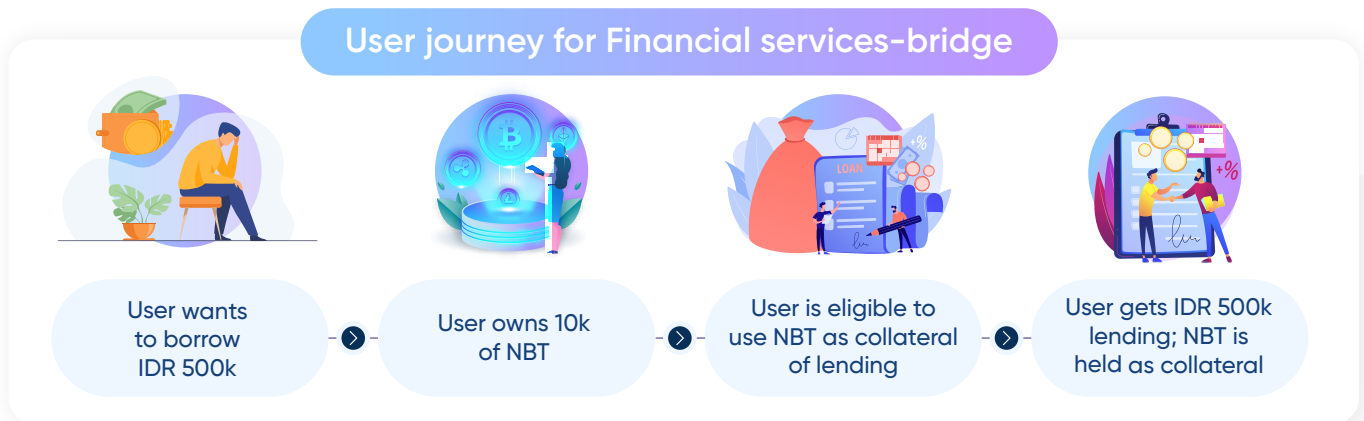 User journey for Financial services-bridge
LOAN
+%
+%
User wants
to borrow
IDR 500k
User owns 10k
of NBT
User is eligible to
use NBT as collateral
of lending
User gets IDR 500k
lending; NBT is
held as collateral